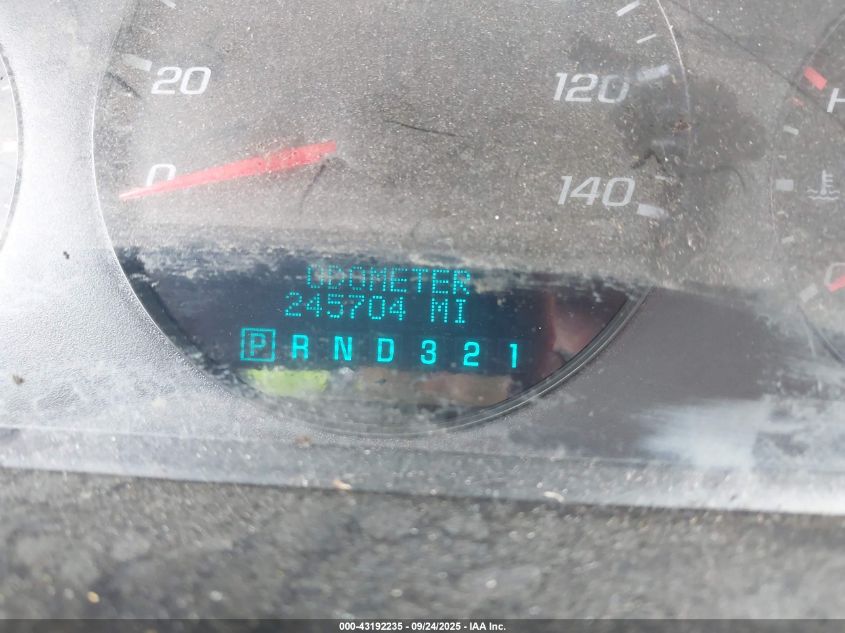 20
120
0
140
H
ODOMETER
245704 MI
P R N D 3 2 1
000-43192235 - 09/24/2025 - IAA Inc.